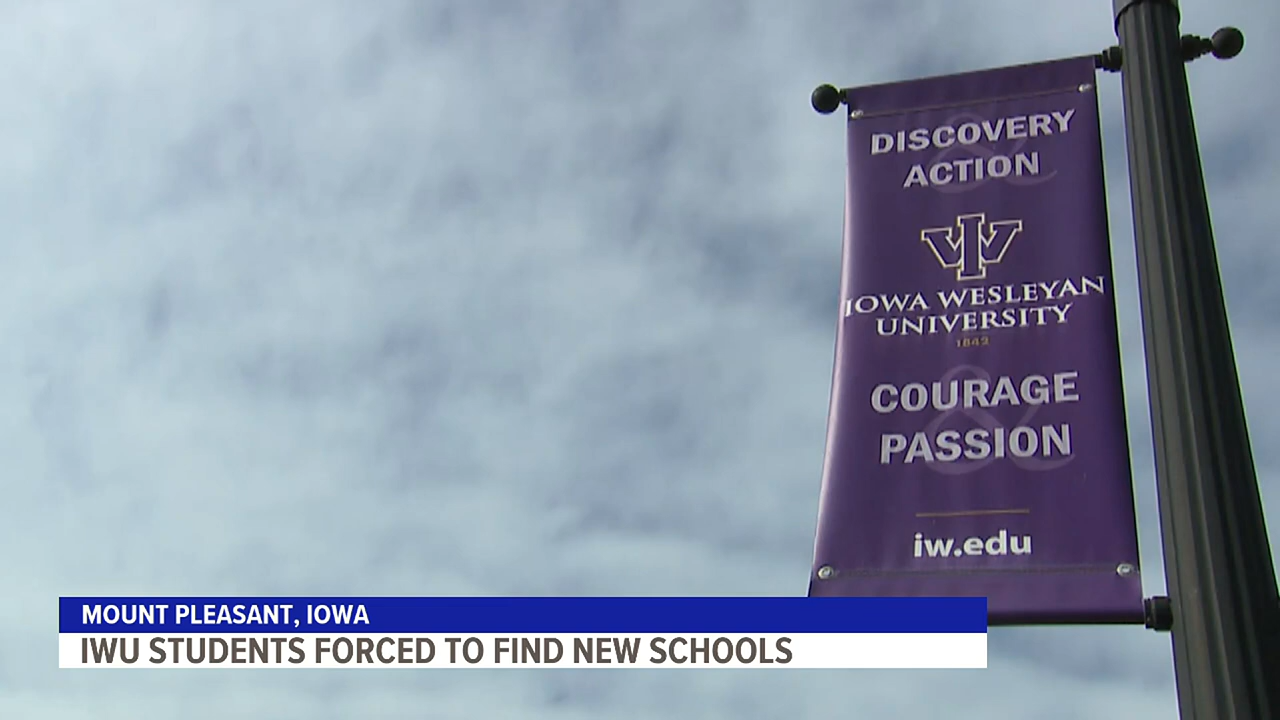 DISCOVERY
&
ACTION
IW
IOWA WESLEYAN
UNIVERSITY
1842
COURAGE
&
PASSION
iw.edu
MOUNT PLEASANT, IOWA
IWU STUDENTS FORCED TO FIND NEW SCHOOLS